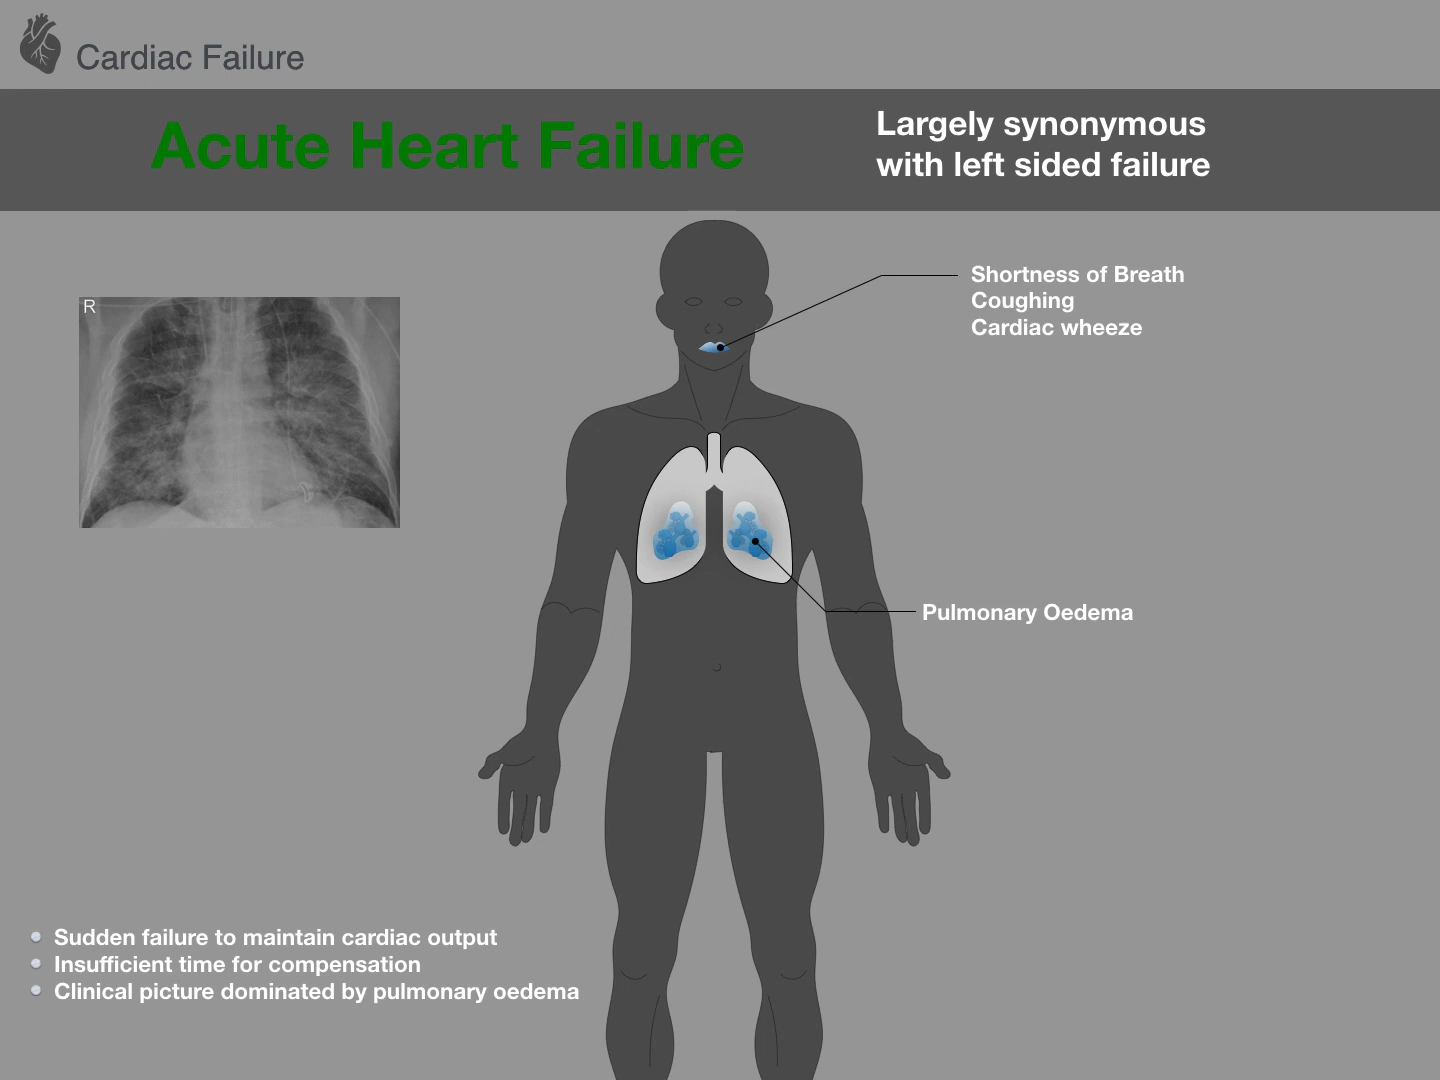 Cardiac Failure
Acute Heart Failure
Largely synonymous
with left sided failure
R
Shortness of Breath
Coughing
Cardiac wheeze
Pulmonary Oedema
Sudden failure to maintain cardiac output
Insufficient time for compensation
Clinical picture dominated by pulmonary oedema